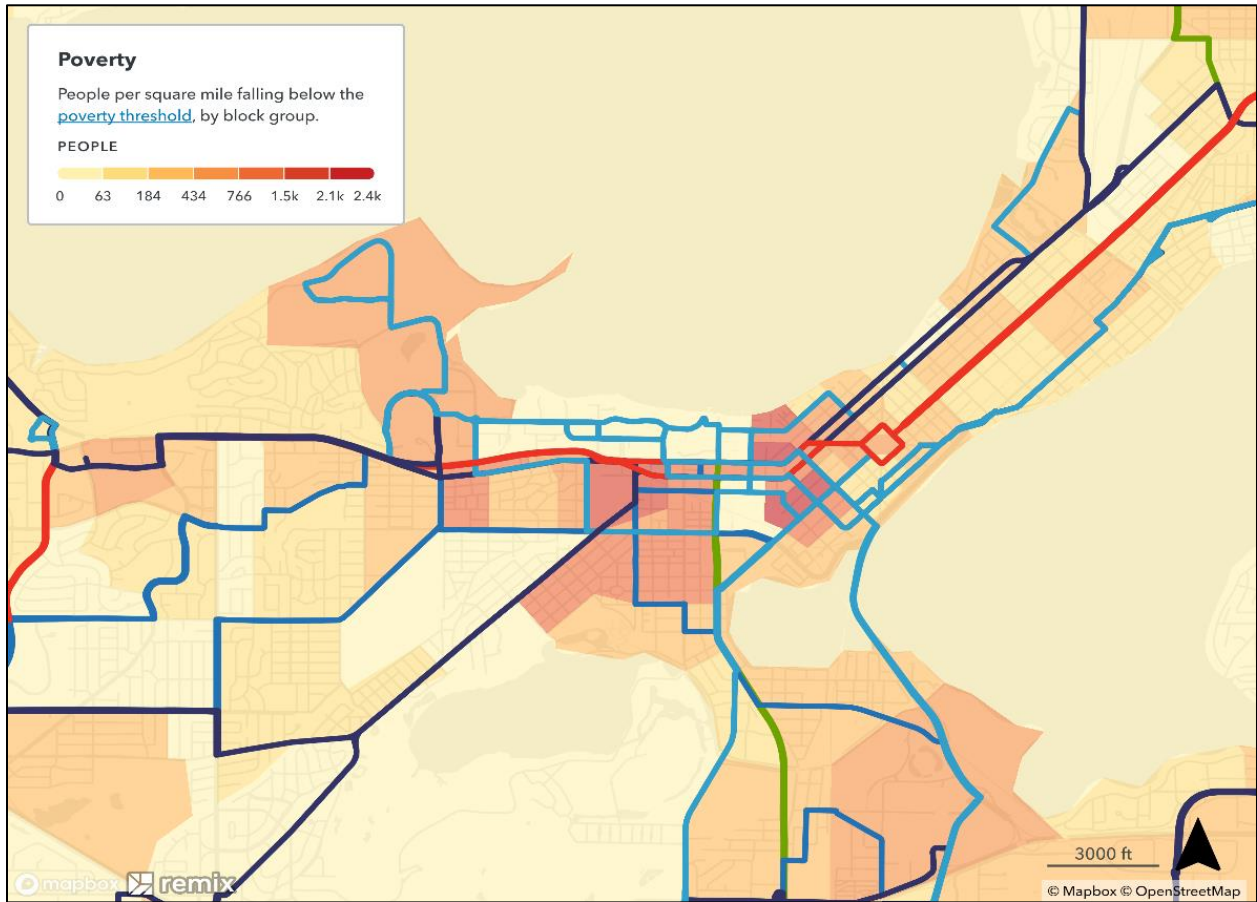 Poverty
People per square mile falling below the
poverty threshold, by block group.
PEOPLE
0 63 184 434 766 1.5k 2.1k 2.4k
3000 ft
mapbox remix
© Mapbox © OpenStreetMap